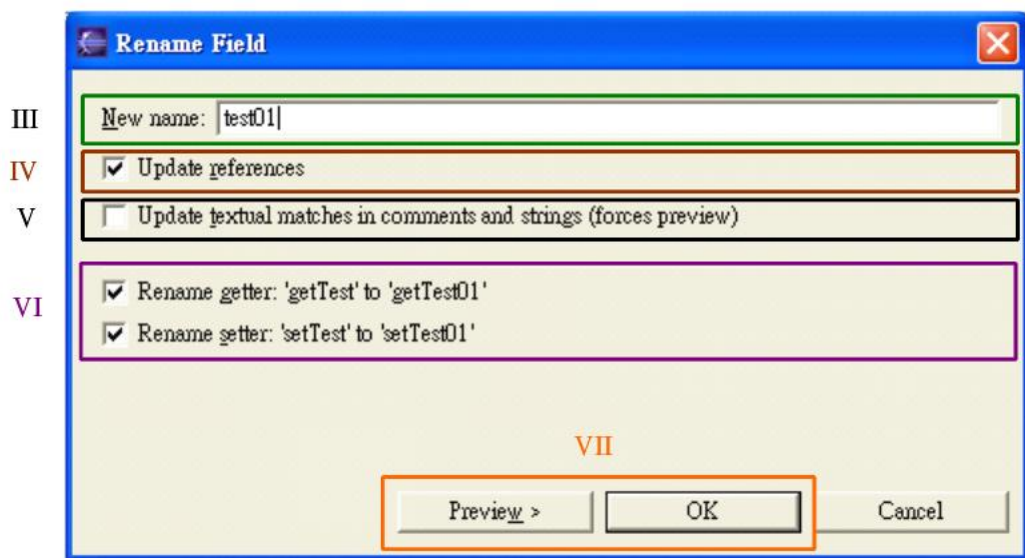 Rename Field
III New name: test01
IV Update references
V Update textual matches in comments and strings (forces preview)
VI Rename getter: 'getTest' to 'getTest01'
Rename setter: 'setTest' to 'setTest01'
VII
Preview > OK Cancel